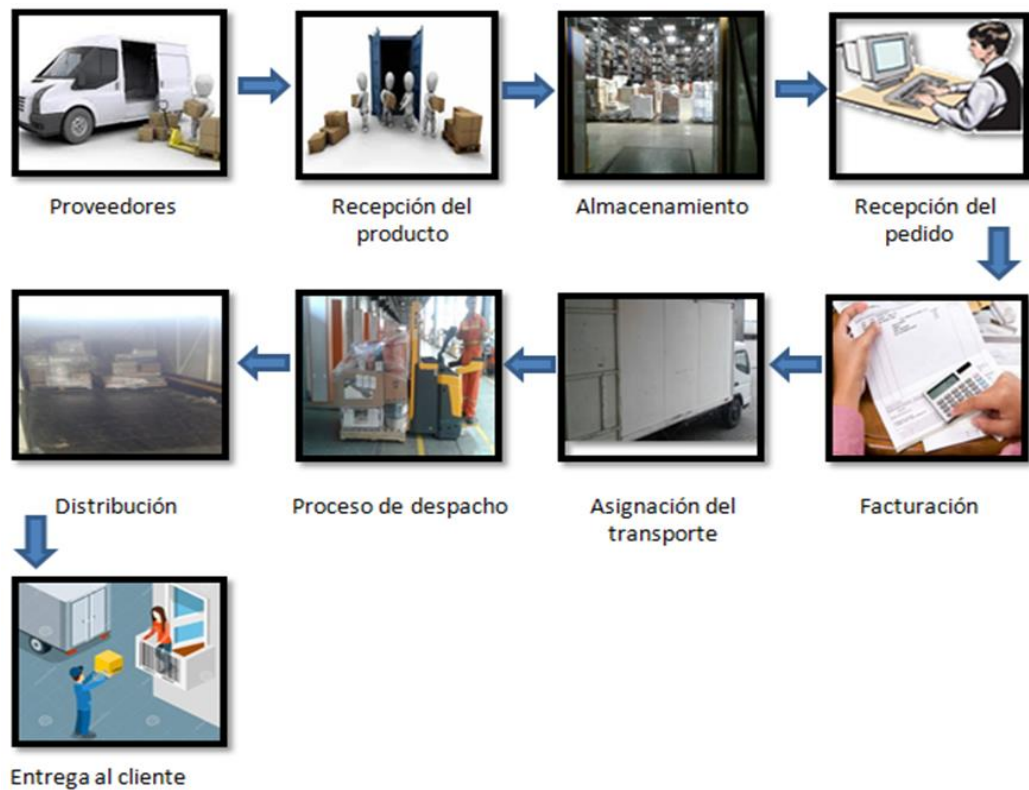 Proveedores
Recepción del
producto
Almacenamiento
Recepción del
pedido
Facturación
Asignación del
transporte
Proceso de despacho
Distribución
Entrega al cliente